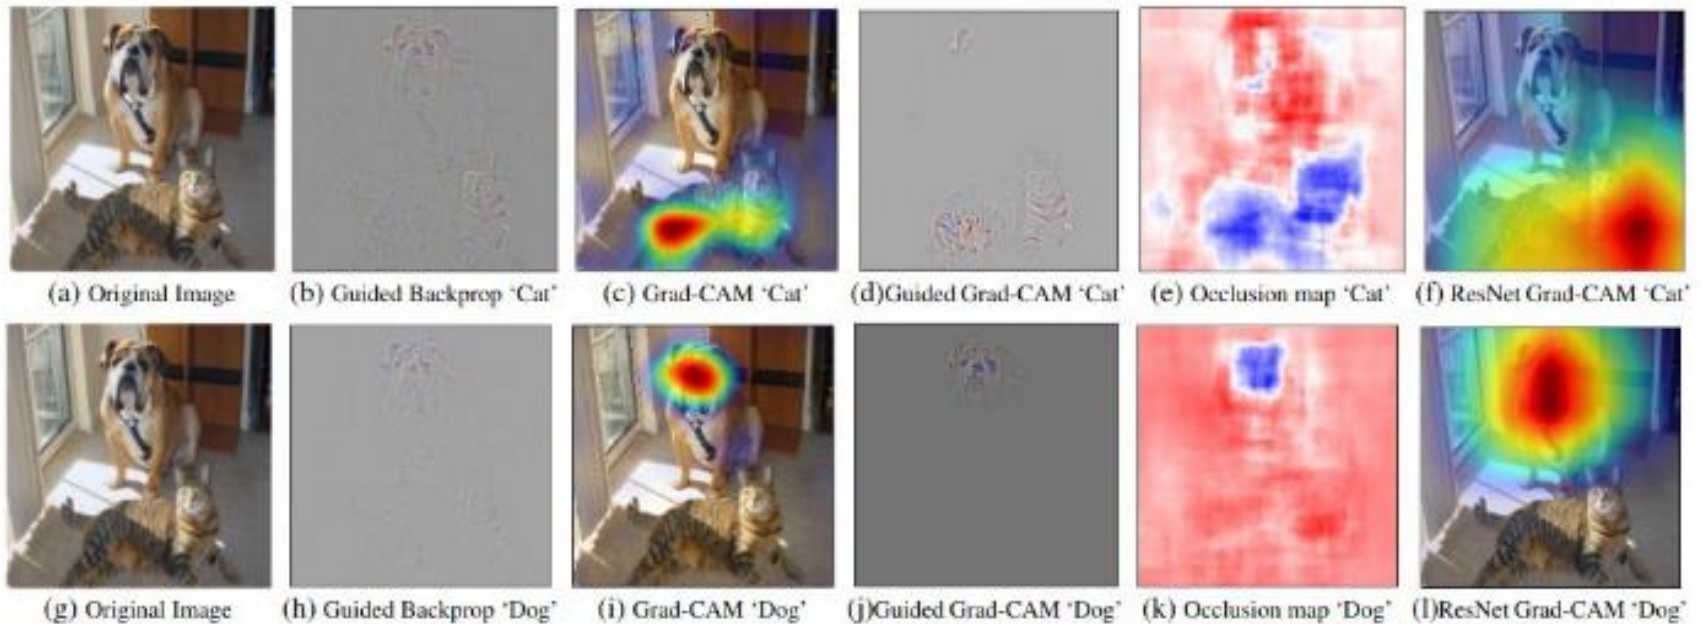 (a) Original Image
(b) Guided Backprop ‘Cat’
(c) Grad-CAM ‘Cat’
(d)Guided Grad-CAM ‘Cat’
(e) Occlusion map ‘Cat’
(f) ResNet Grad-CAM ‘Cat’
(g) Original Image
(h) Guided Backprop ‘Dog’
(i) Grad-CAM ‘Dog’
(j)Guided Grad-CAM ‘Dog’
(k) Occlusion map ‘Dog’
(l)ResNet Grad-CAM ‘Dog’